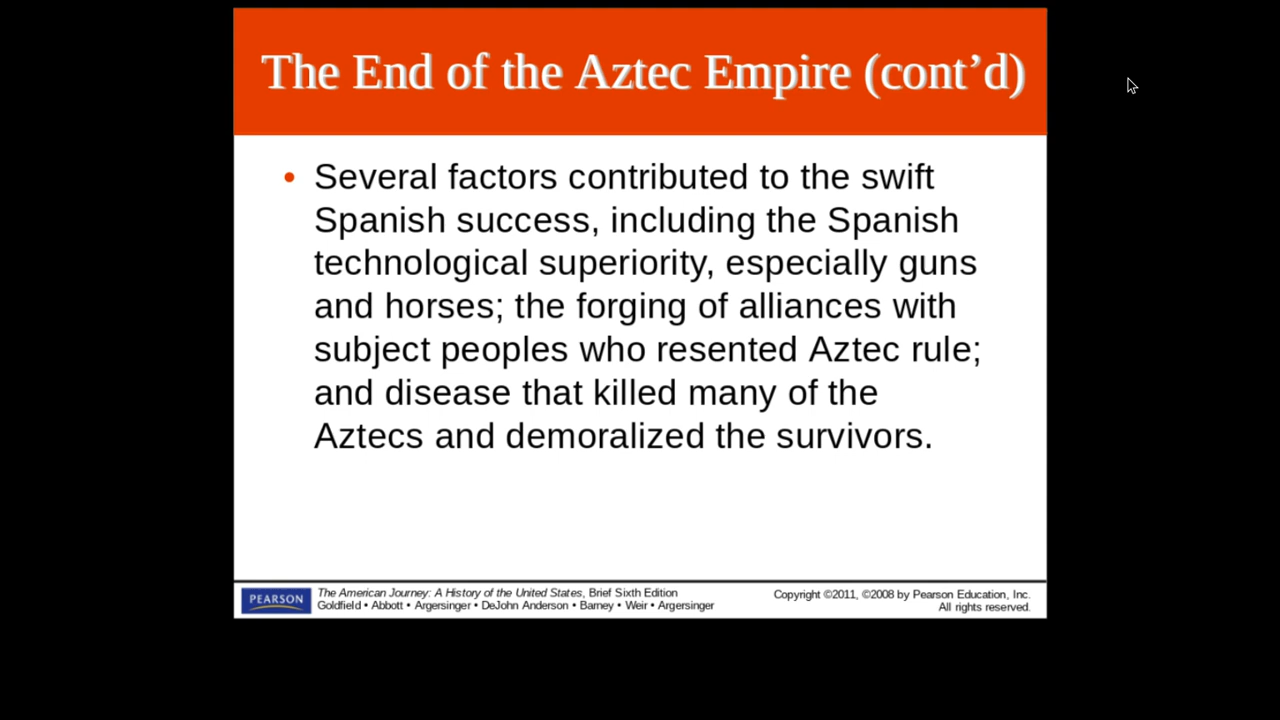 The End of the Aztec Empire (cont’d)
• Several factors contributed to the swift
Spanish success, including the Spanish
technological superiority, especially guns
and horses; the forging of alliances with
subject peoples who resented Aztec rule;
and disease that killed many of the
Aztecs and demoralized the survivors.
PEARSON
The American Journey: A History of the United States, Brief Sixth Edition
Goldfield • Abbott • Argersinger • DeJohn Anderson • Barney • Weir • Argersinger
Copyright ©2011, ©2008 by Pearson Education, Inc.
All rights reserved.